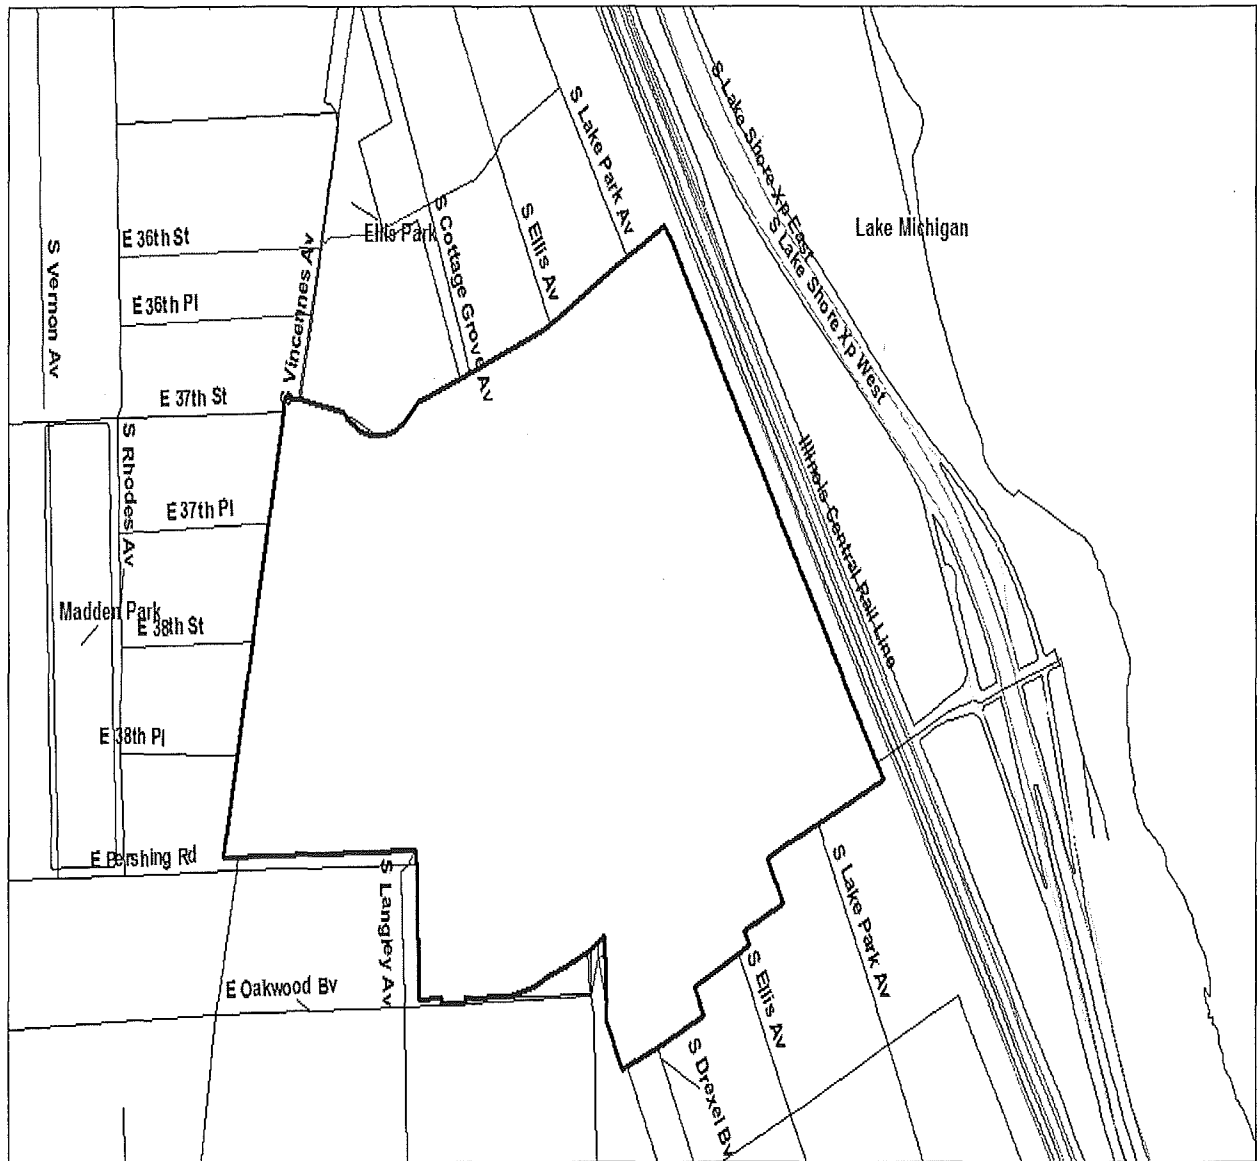 S Lake Shore Xp East
S Lake Park Av
S Cottage Grove Av
S Ellis Av
Lake Michigan
S Lake Shore Xp West
Ellis Park
E 36th St
S Vernon Av
S Vincennes Av
E 36th Pl
E 37th St
S Rhodes Av
Illinois Central Rail Line
E 37th Pl
Madden Park
E 38th St
E 38th Pl
E Pershing Rd
S Langley Av
S Lake Park Av
S Ellis Av
E Oakwood Bv
S Drexel Bv